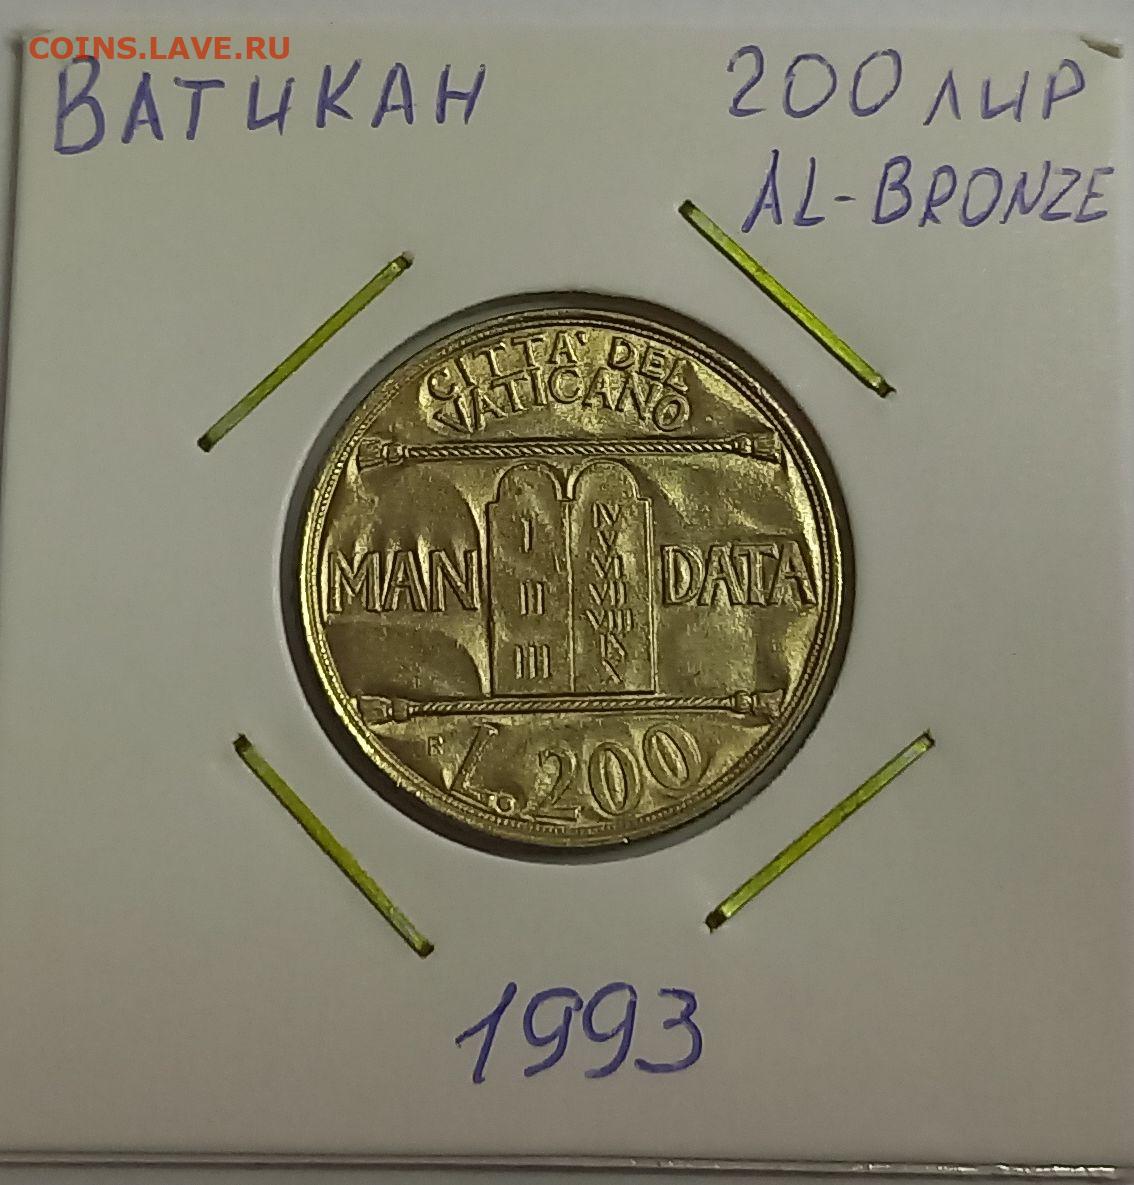 COINS.LAVE.RU
ВАТИКАН
200 ЛИР
AL-BRONZE
CITTA' DEL
VATICANO
MAN DATA
I
II
III
IV
V
VI
VII
VIII
IX
X
R L. 200
1993